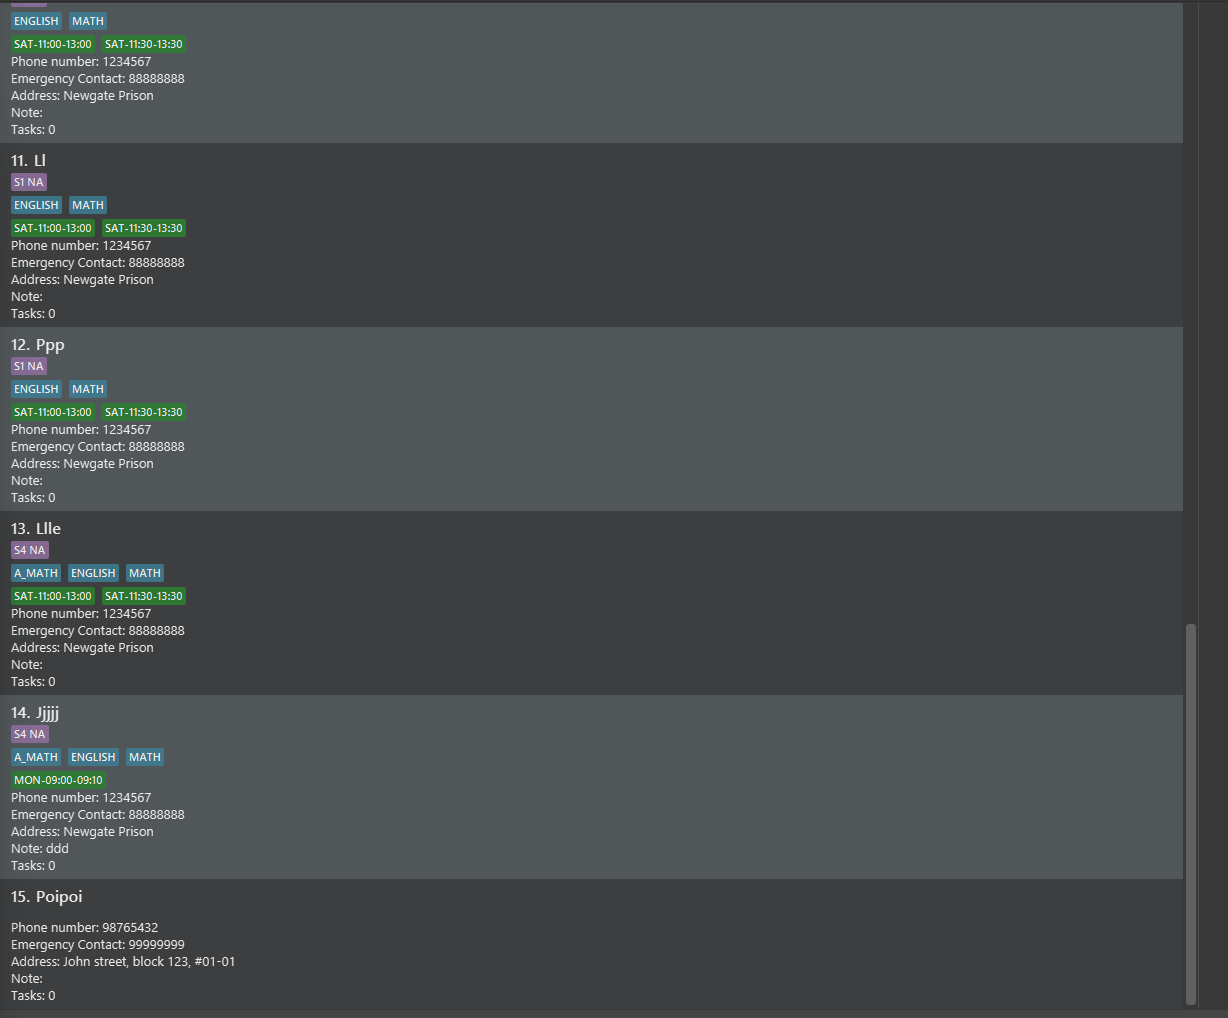 ENGLISH MATH
SAT-11:00-13:00 SAT-11:30-13:30
Phone number: 1234567
Emergency Contact: 88888888
Address: Newgate Prison
Note:
Tasks: 0
11. Ll
S1 NA
ENGLISH MATH
SAT-11:00-13:00 SAT-11:30-13:30
Phone number: 1234567
Emergency Contact: 88888888
Address: Newgate Prison
Note:
Tasks: 0
12. Ppp
S1 NA
ENGLISH MATH
SAT-11:00-13:00 SAT-11:30-13:30
Phone number: 1234567
Emergency Contact: 88888888
Address: Newgate Prison
Note:
Tasks: 0
13. Llle
S4 NA
A_MATH ENGLISH MATH
SAT-11:00-13:00 SAT-11:30-13:30
Phone number: 1234567
Emergency Contact: 88888888
Address: Newgate Prison
Note:
Tasks: 0
14. Jjjjj
S4 NA
A_MATH ENGLISH MATH
MON-09:00-09:10
Phone number: 1234567
Emergency Contact: 88888888
Address: Newgate Prison
Note: ddd
Tasks: 0
15. Poipoi
Phone number: 98765432
Emergency Contact: 99999999
Address: John street, block 123, #01-01
Note:
Tasks: 0